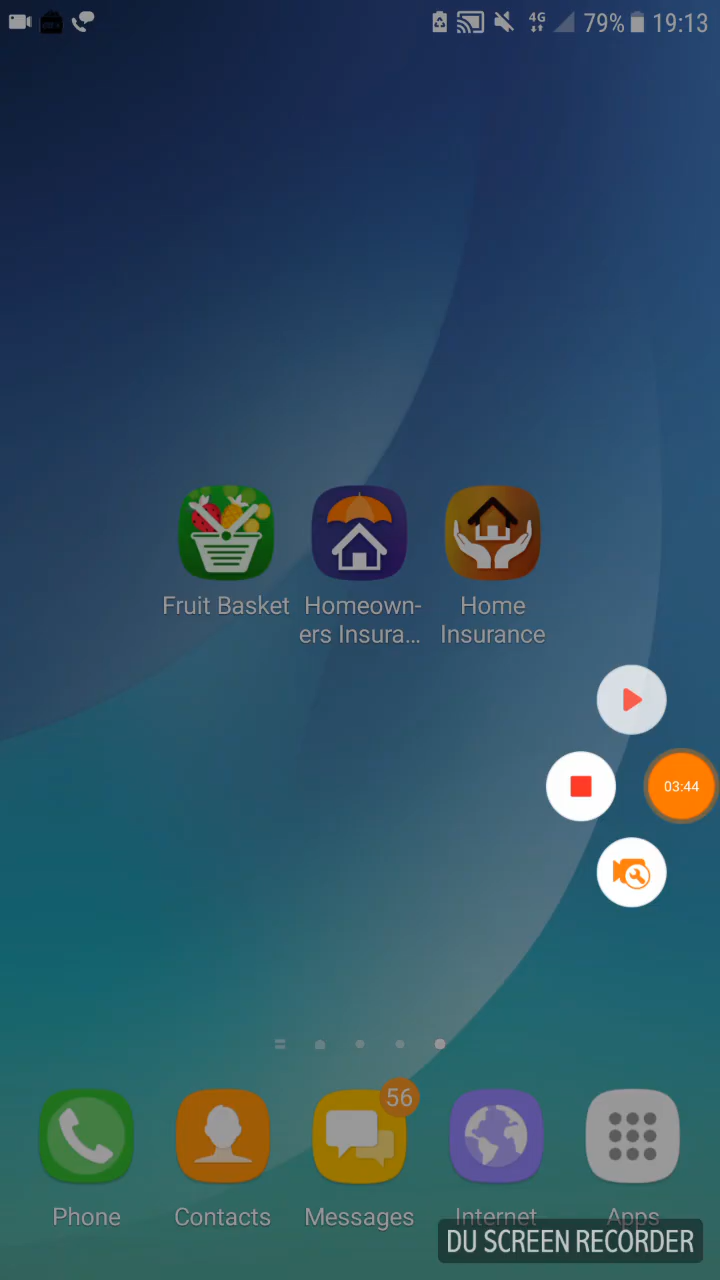 4G 79% 19:13
Fruit Basket Homeown- Home
ers Insura... Insurance
03:44
56
Phone Contacts Messages Internet Apps
DU SCREEN RECORDER